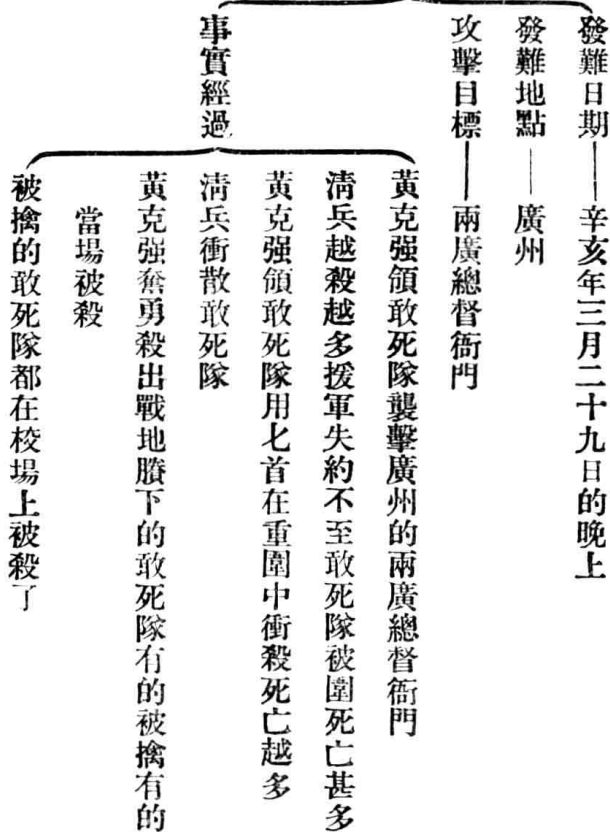 發難日期——辛亥年三月二十九日的晚上
發難地點——廣州
攻擊目標——兩廣總督衙門
事實經過
黃克强領敢死隊襲擊廣州的兩廣總督衙門
淸兵越殺越多援軍失約不至敢死隊被圍死亡甚多
黃克强領敢死隊用匕首在重圍中衝殺死亡越多
淸兵衝散敢死隊
黃克强奮勇殺出戰地賸下的敢死隊有的被擒有的
當場被殺
被擒的敢死隊都在校場上被殺了